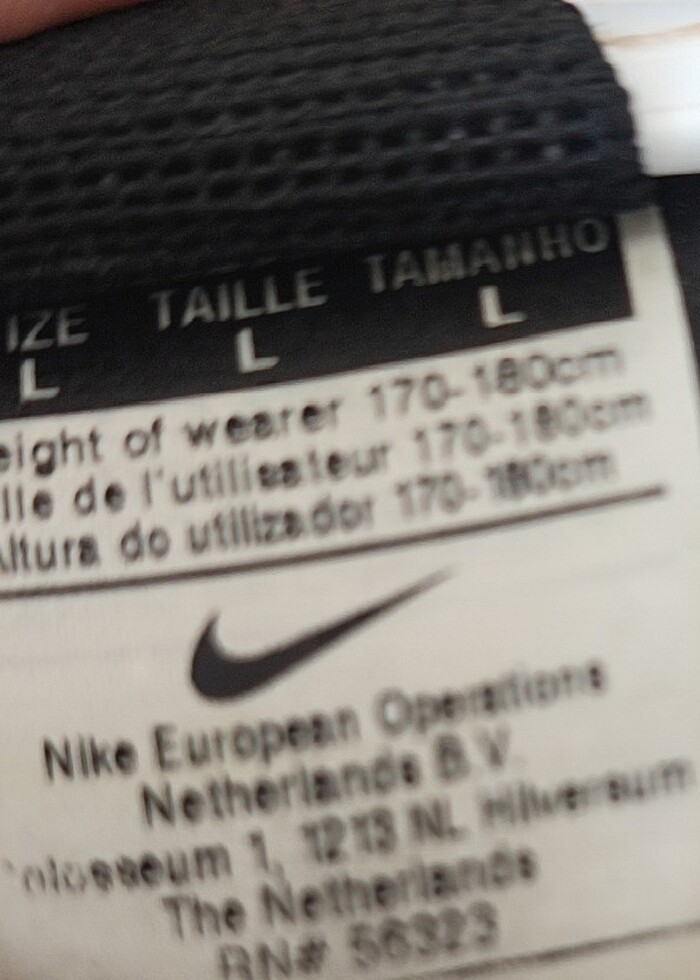 IZE TAILLE TAMANHO
L L L
eight of wearer 170-180cm
lle de l'utilisateur 170-180cm
Altura do utilizador 170-180cm
Nike European Operations
Netherlands B.V.
Colosseum 1, 1213 NL Hilversum
The Netherlands
RN# 56323